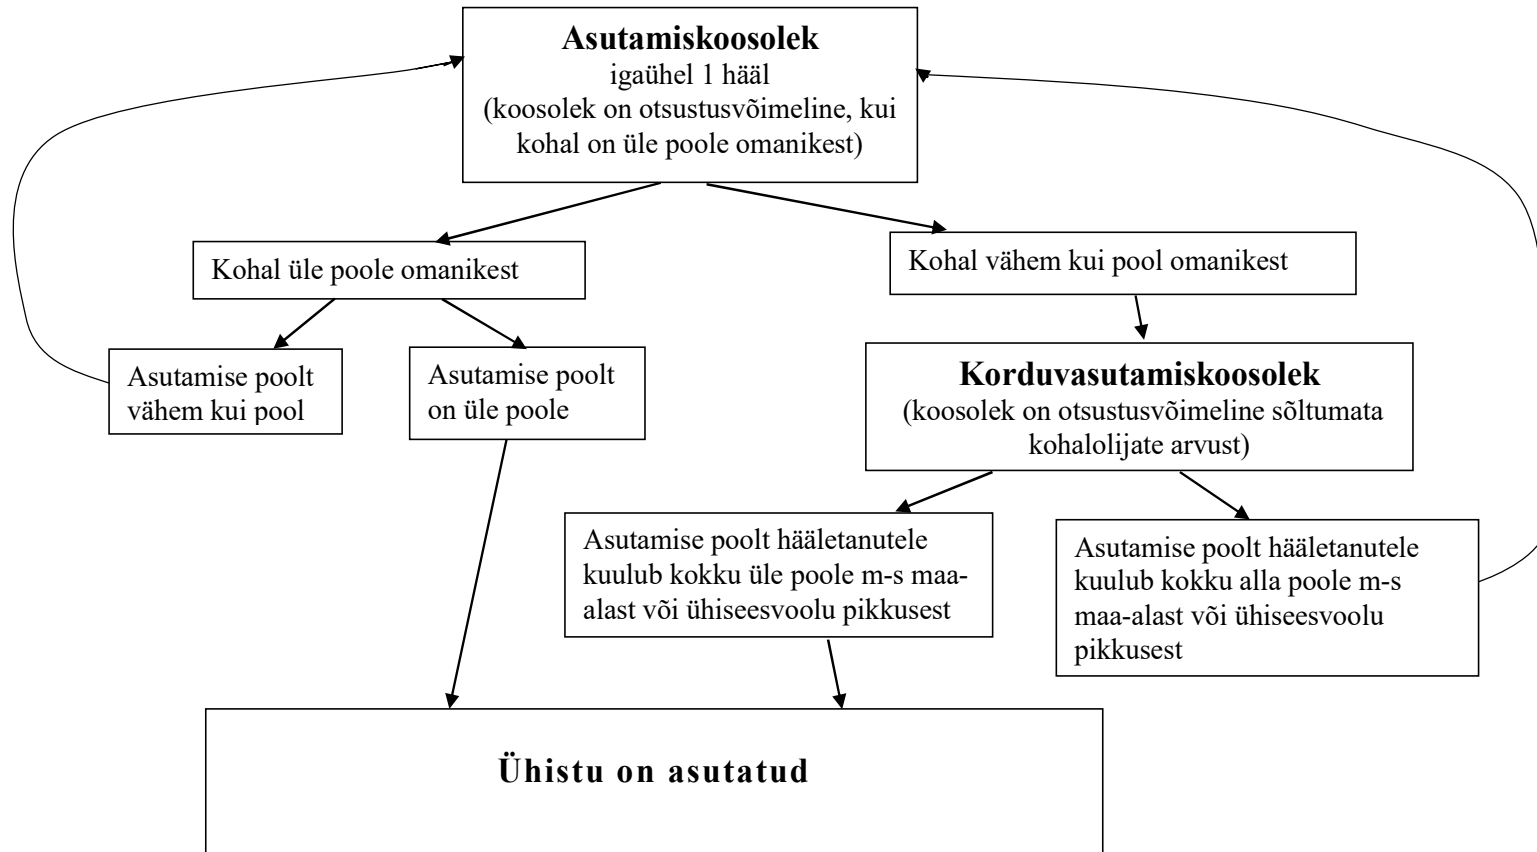 Asutamiskoosolek
igaühel 1 hääl
(koosolek on otsustusvõimeline, kui
kohal on üle poole omanikest)
Kohal üle poole omanikest
Kohal vähem kui pool omanikest
Asutamise poolt
vähem kui pool
Asutamise poolt
on üle poole
Korduvasutamiskoosolek
(koosolek on otsustusvõimeline sõltumata
kohalolijate arvust)
Asutamise poolt hääletanutele
kuulub kokku üle poole m-s maa-
alast või ühiseesvoolu pikkusest
Asutamise poolt hääletanutele
kuulub kokku alla poole m-s
maa-alast või ühiseesvoolu
pikkusest
Ühistu on asutatud